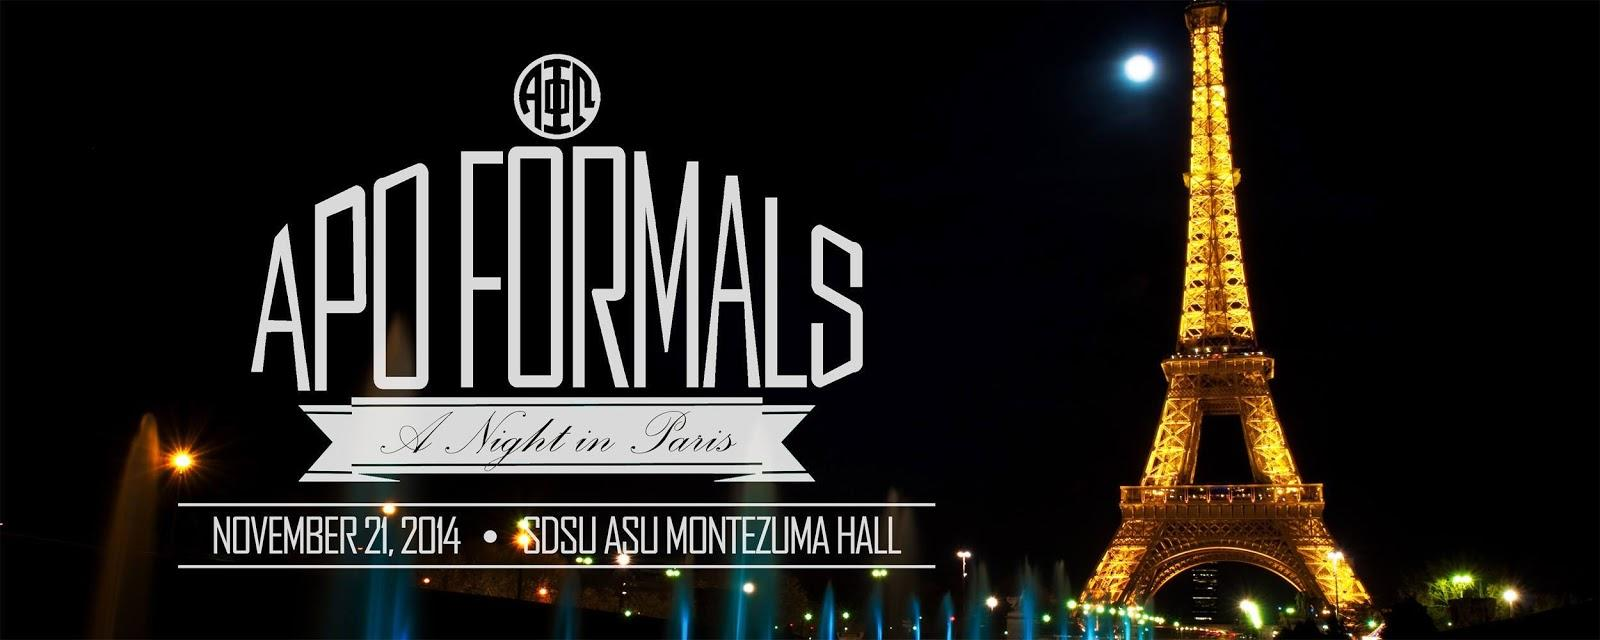 ΑΦΩ
APO FORMALS
A Night in Paris
NOVEMBER 21, 2014 • SDSU ASU MONTEZUMA HALL